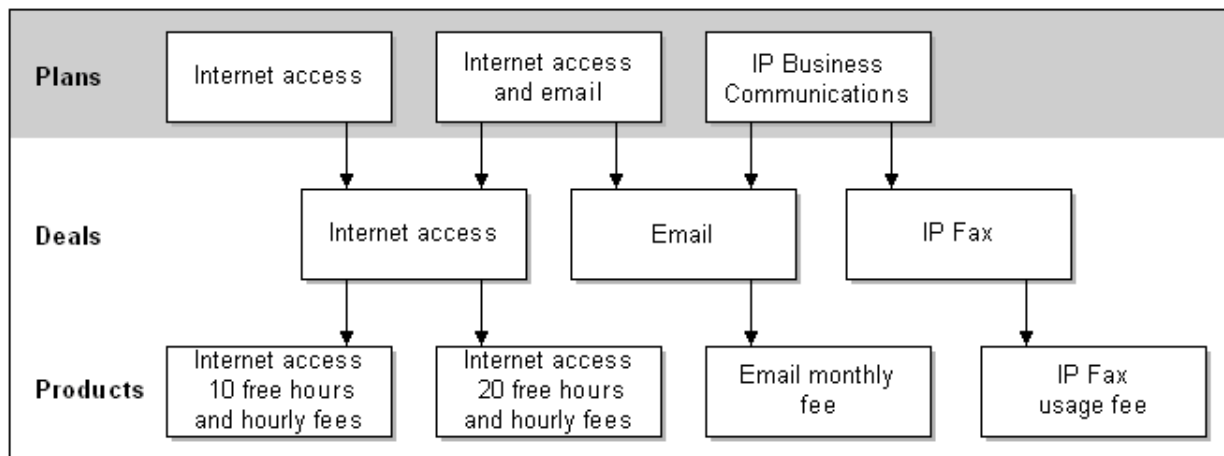 Plans
Internet access
Internet access
and email
IP Business
Communications
Deals
Internet access
Email
IP Fax
Products
Internet access
10 free hours
and hourly fees
Internet access
20 free hours
and hourly fees
Email monthly
fee
IP Fax
usage fee